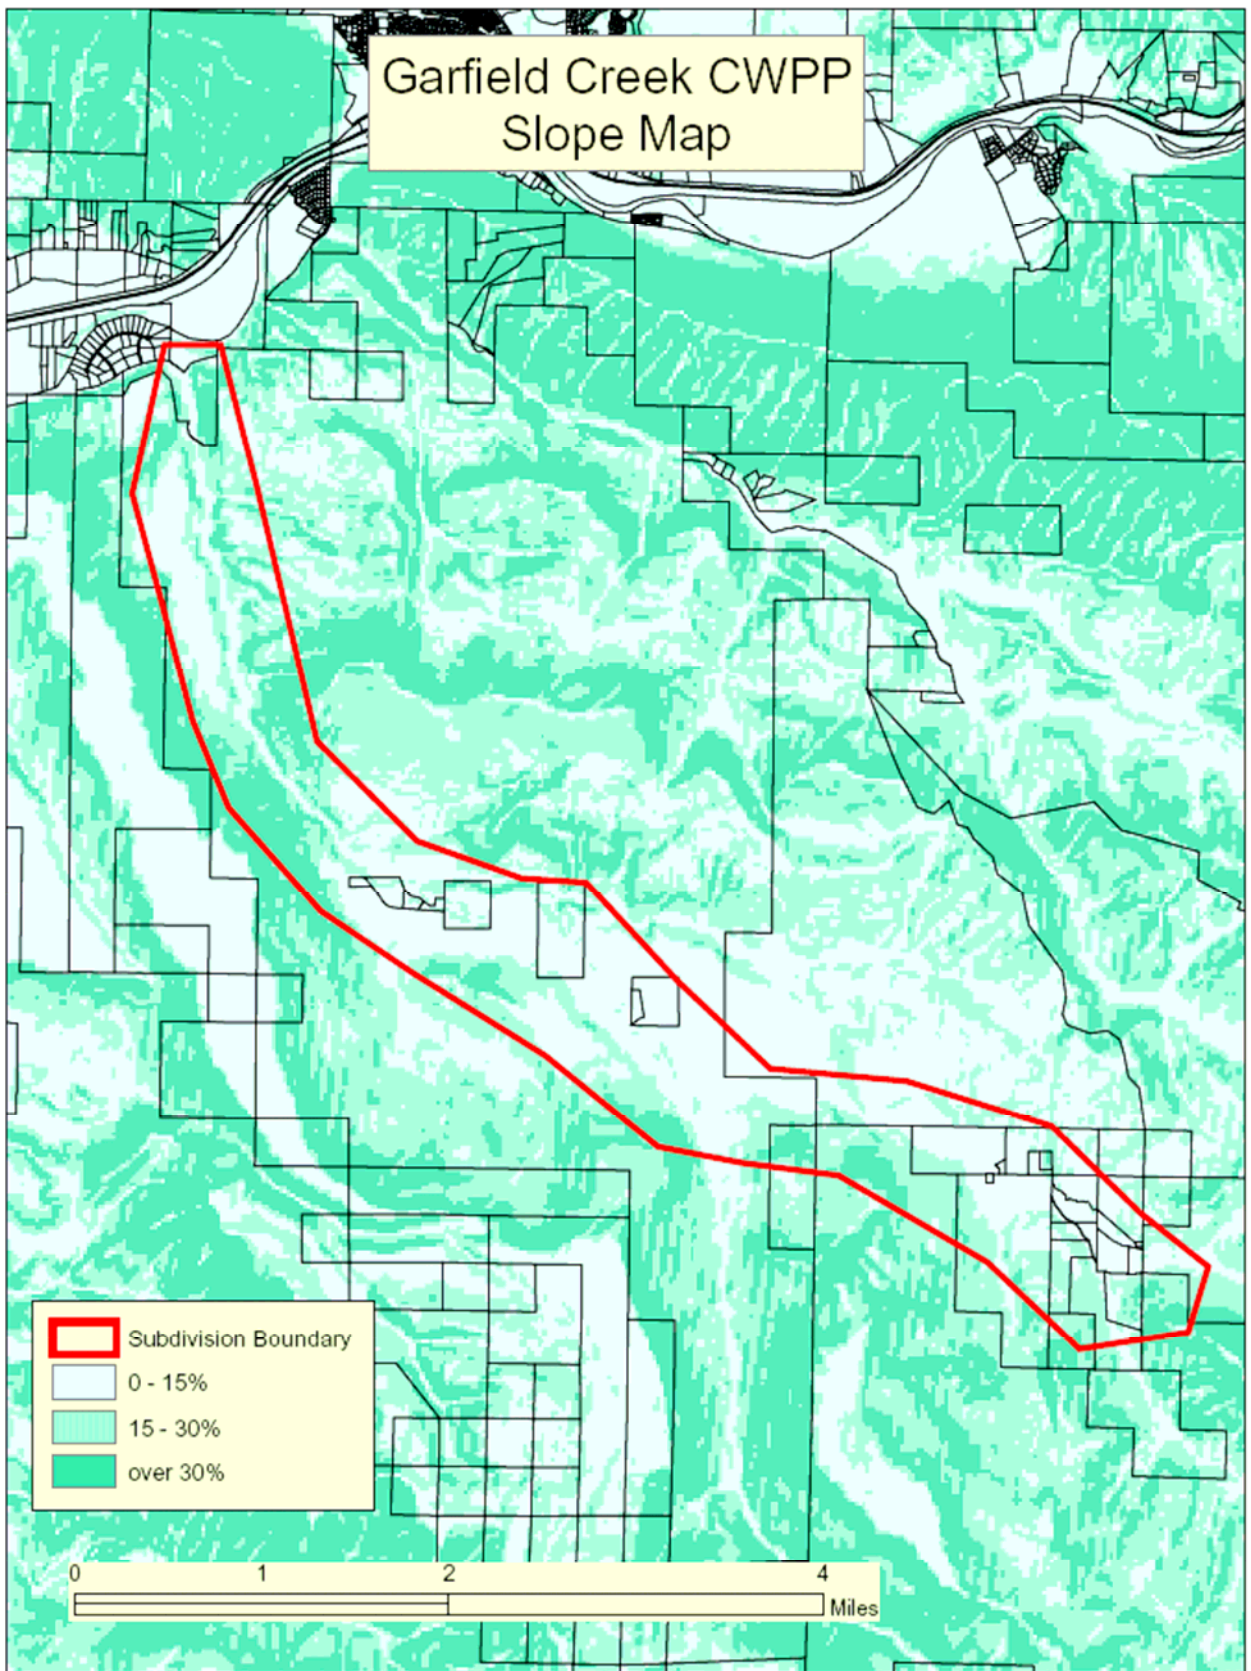 Garfield Creek CWPP
Slope Map
Subdivision Boundary
0 - 15%
15 - 30%
over 30%
0 1 2 4
Miles